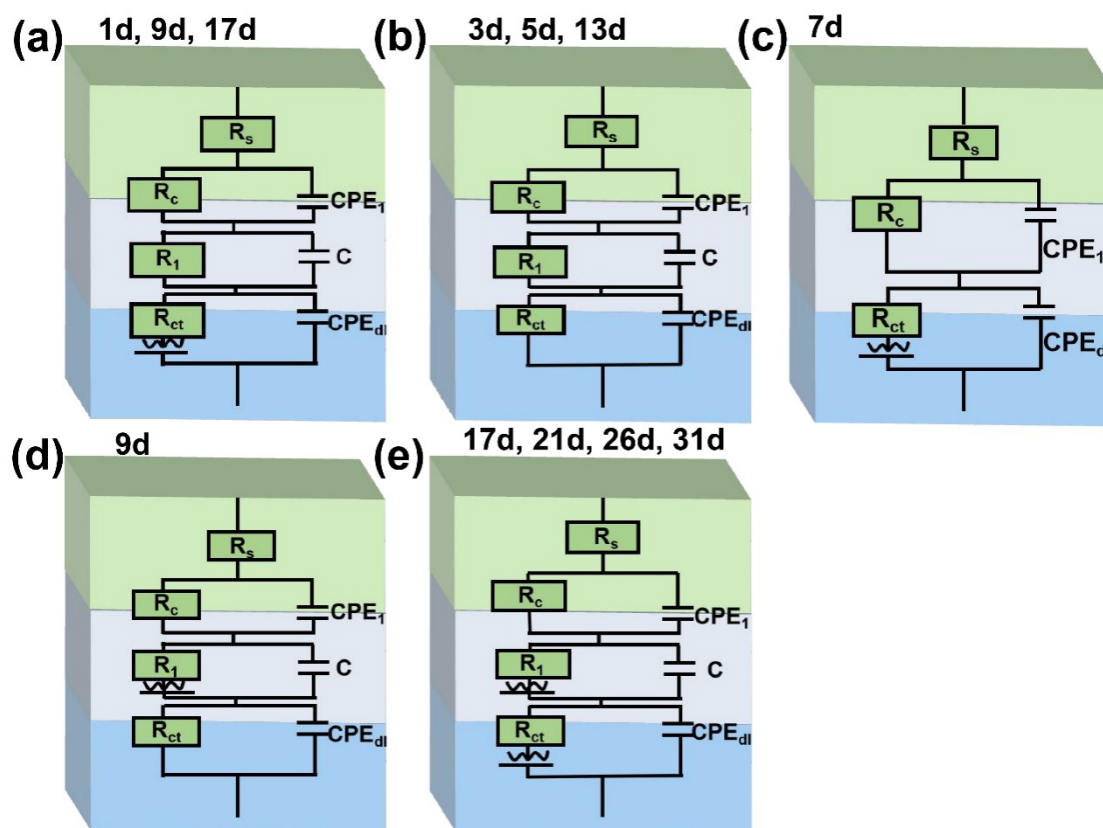 (a) 1d, 9d, 17d
Rs
Rc
CPE1
R1
C
Rct
CPEdl
(b) 3d, 5d, 13d
Rs
Rc
CPE1
R1
C
Rct
CPEdl
(c) 7d
Rs
Rc
CPE1
Rct
CPEd
(d) 9d
Rs
Rc
CPE1
R1
C
Rct
CPEdl
(e) 17d, 21d, 26d, 31d
Rs
Rc
CPE1
R1
C
Rct
CPEdl